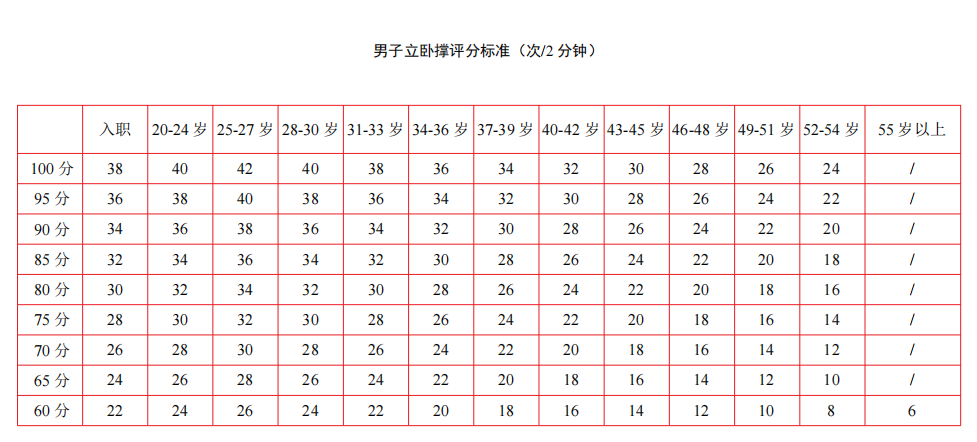 男子立卧撑评分标准（次/2 分钟）
入职 20-24 岁 25-27 岁 28-30 岁 31-33 岁 34-36 岁 37-39 岁 40-42 岁 43-45 岁 46-48 岁 49-51 岁 52-54 岁 55 岁以上
100 分 38 40 42 40 38 36 34 32 30 28 26 24 /
95 分 36 38 40 38 36 34 32 30 28 26 24 22 /
90 分 34 36 38 36 34 32 30 28 26 24 22 20 /
85 分 32 34 36 34 32 30 28 26 24 22 20 18 /
80 分 30 32 34 32 30 28 26 24 22 20 18 16 /
75 分 28 30 32 30 28 26 24 22 20 18 16 14 /
70 分 26 28 30 28 26 24 22 20 18 16 14 12 /
65 分 24 26 28 26 24 22 20 18 16 14 12 10 /
60 分 22 24 26 24 22 20 18 16 14 12 10 8 6